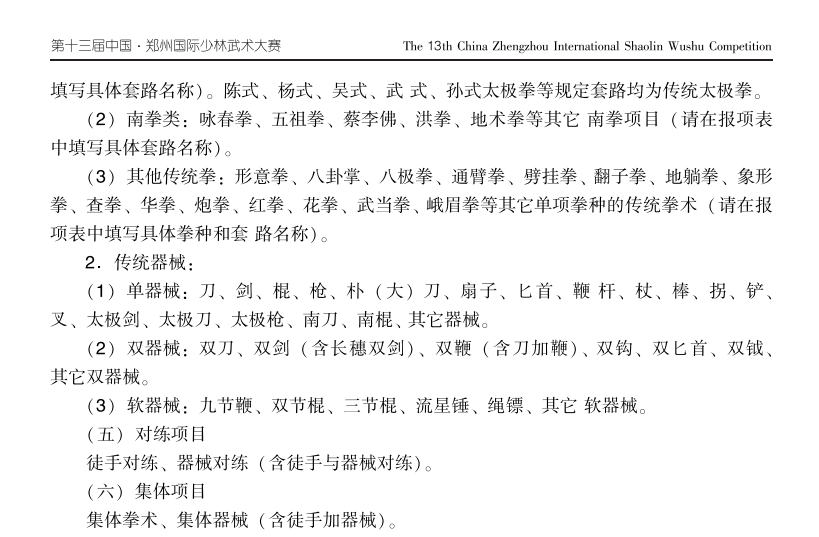 第十三届中国·郑州国际少林武术大赛 The 13th China Zhengzhou International Shaolin Wushu Competition
填写具体套路名称)。陈式、杨式、吴式、武 式、孙式太极拳等规定套路均为传统太极拳。
(2) 南拳类: 咏春拳、五祖拳、蔡李佛、洪拳、地术拳等其它 南拳项目 (请在报项表
中填写具体套路名称)。
(3) 其他传统拳: 形意拳、八卦掌、八极拳、通臂拳、劈挂拳、翻子拳、地躺拳、象形
拳、查拳、华拳、炮拳、红拳、花拳、武当拳、峨眉拳等其它单项拳种的传统拳术 (请在报
项表中填写具体拳种和套 路名称)。
2. 传统器械:
(1) 单器械: 刀、剑、棍、枪、朴 (大) 刀、扇子、匕首、鞭 杆、杖、棒、拐、铲、
叉、太极剑、太极刀、太极枪、南刀、南棍、其它器械。
(2) 双器械: 双刀、双剑 (含长穗双剑)、双鞭 (含刀加鞭)、双钩、双匕首、双钺、
其它双器械。
(3) 软器械: 九节鞭、双节棍、三节棍、流星锤、绳镖、其它 软器械。
(五) 对练项目
徒手对练、器械对练 (含徒手与器械对练)。
(六) 集体项目
集体拳术、集体器械 (含徒手加器械)。